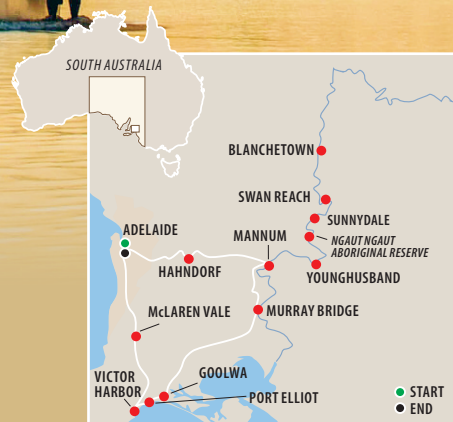 SOUTH AUSTRALIA
BLANCHETOWN
SWAN REACH
SUNNYDALE
ADELAIDE
MANNUM
NGAUT NGAUT
ABORIGINAL RESERVE
HAHNDORF
YOUNGHUSBAND
McLAREN VALE
MURRAY BRIDGE
GOOLWA
VICTOR
HARBOR
PORT ELLIOT
START
END